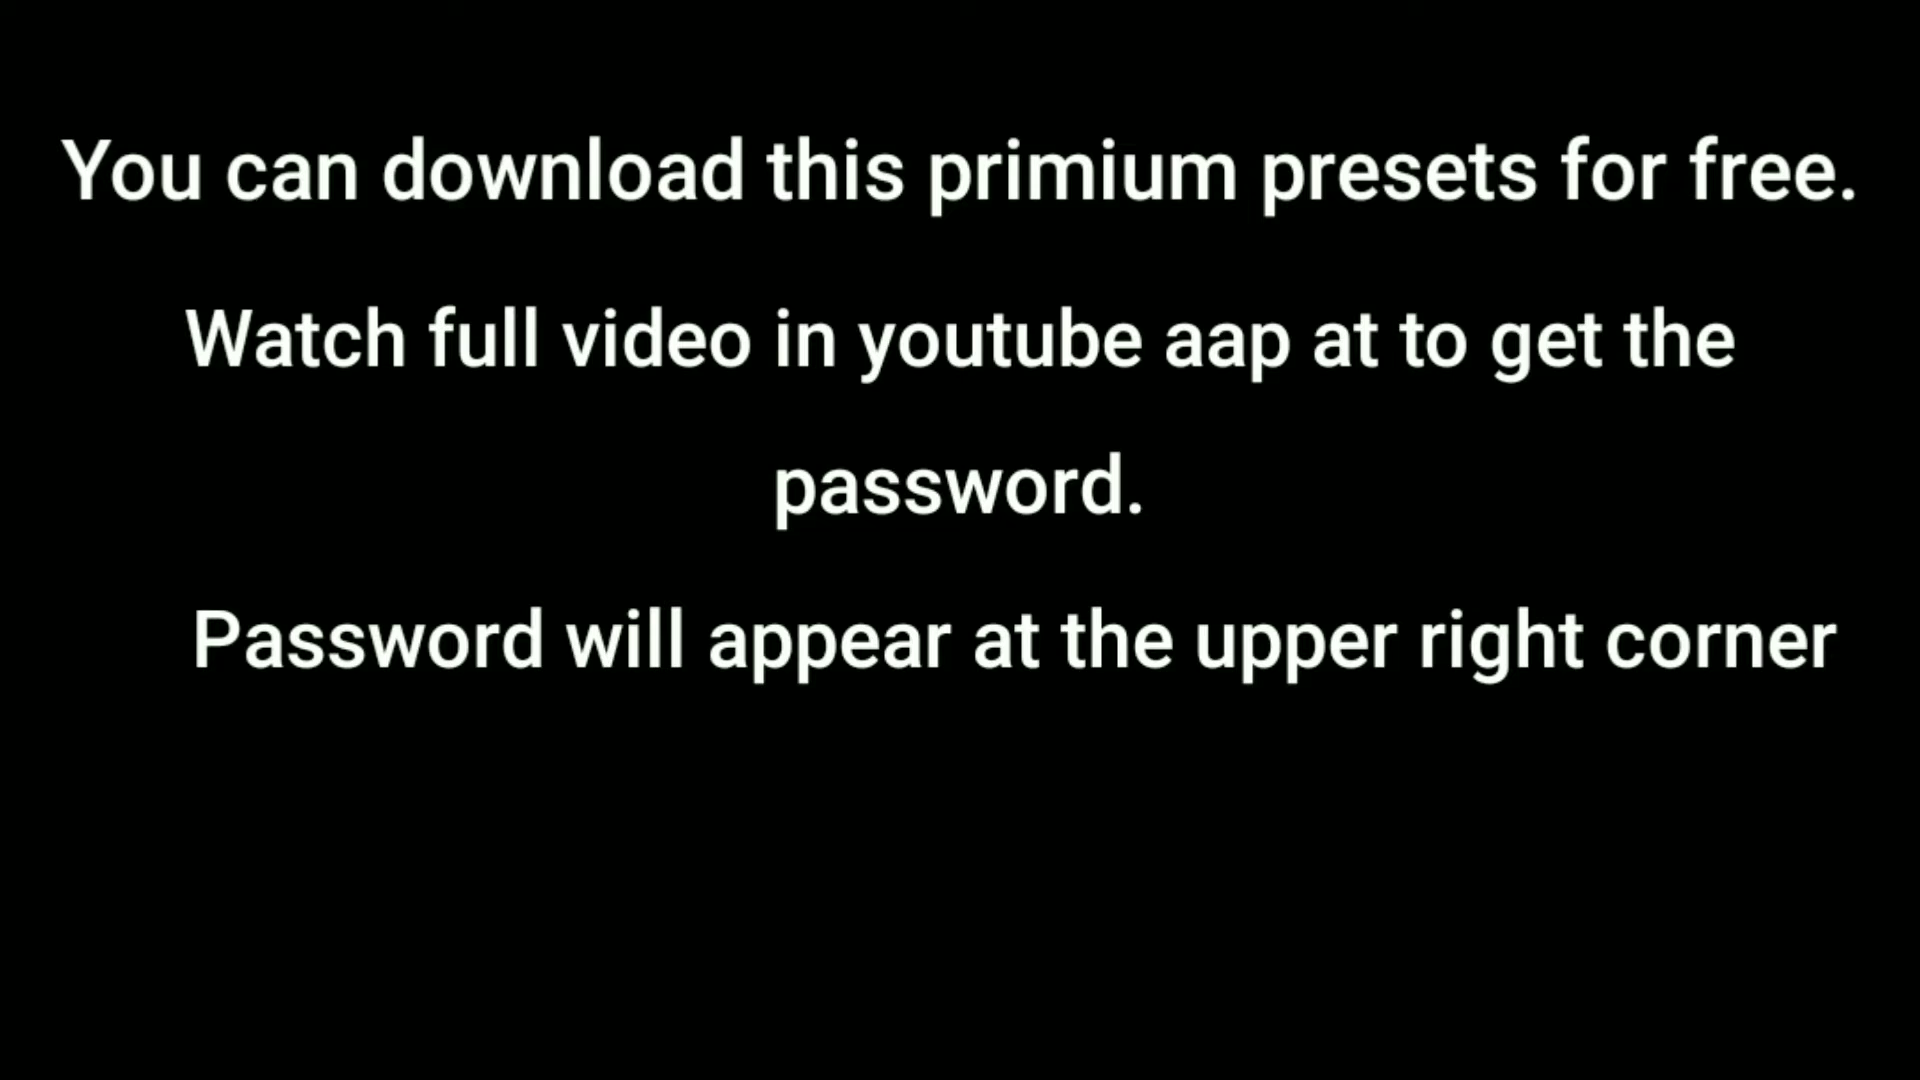 You can download this primium presets for free.
Watch full video in youtube aap at to get the
password.
Password will appear at the upper right corner